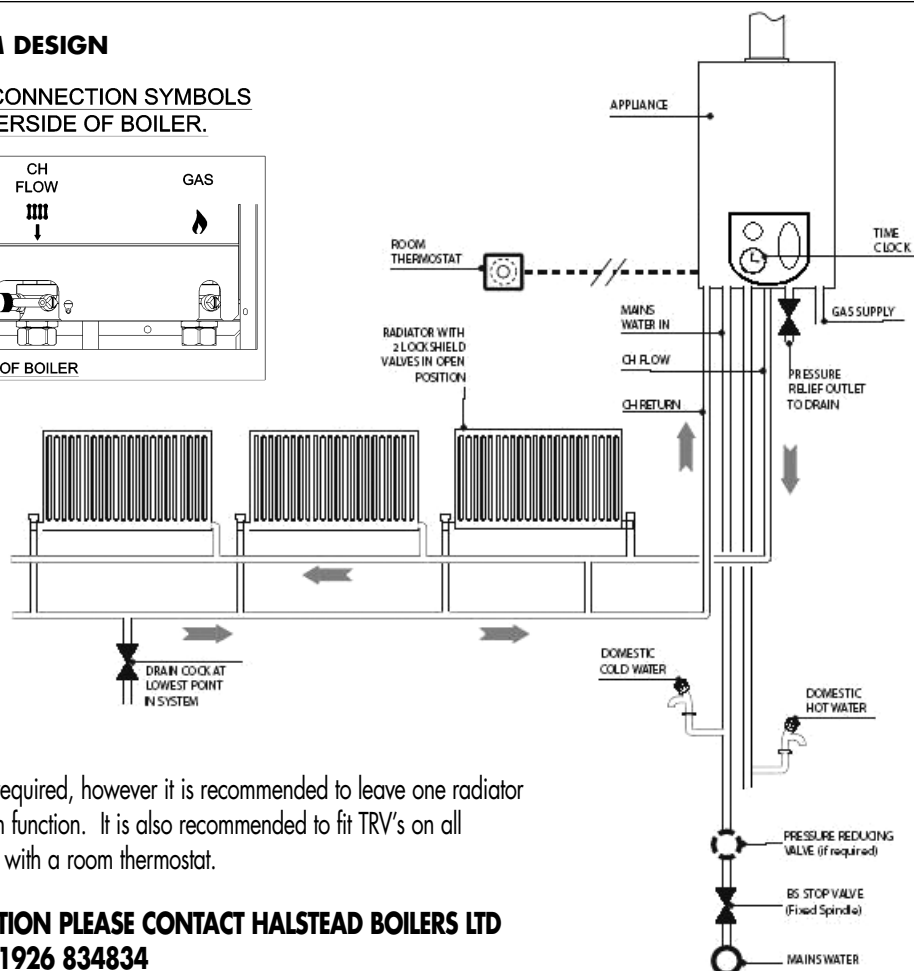 M DESIGN
CONNECTION SYMBOLS
ERSIDE OF BOILER.
CH
FLOW
GAS
OF BOILER
APPLIANCE
TIME
CLOCK
ROOM
THERMOSTAT
MAINS
WATER IN
GAS SUPPLY
RADIATOR WITH
2 LOCKSHIELD
VALVES IN OPEN
POSITION
CH FLOW
PRESSURE
RELIEF OUTLET
TO DRAIN
CH RETURN
DRAIN COCK AT
LOWEST POINT
IN SYSTEM
DOMESTIC
COLD WATER
DOMESTIC
HOT WATER
equired, however it is recommended to leave one radiator
n function. It is also recommended to fit TRV's on all
with a room thermostat.
PRESSURE REDUCING
VALVE (if required)
BS STOP VALVE
(Fixed Spindle)
MAINS WATER
TION PLEASE CONTACT HALSTEAD BOILERS LTD
1926 834834